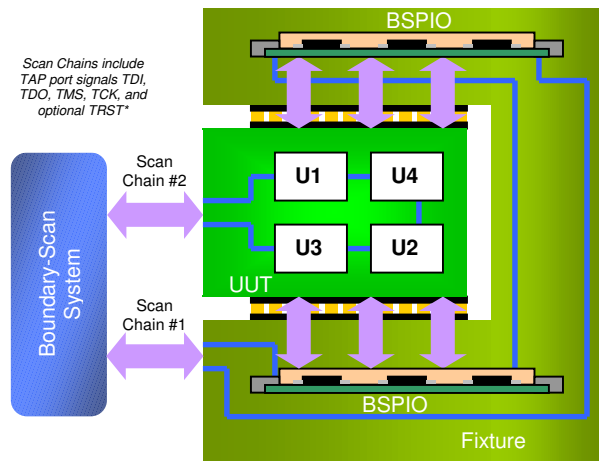 BSPIO
Scan Chains include
TAP port signals TDI,
TDO, TMS, TCK, and
optional TRST*
Scan
Chain #2
U1
U4
U3
U2
UUT
Boundary-Scan
System
Scan
Chain #1
BSPIO
Fixture